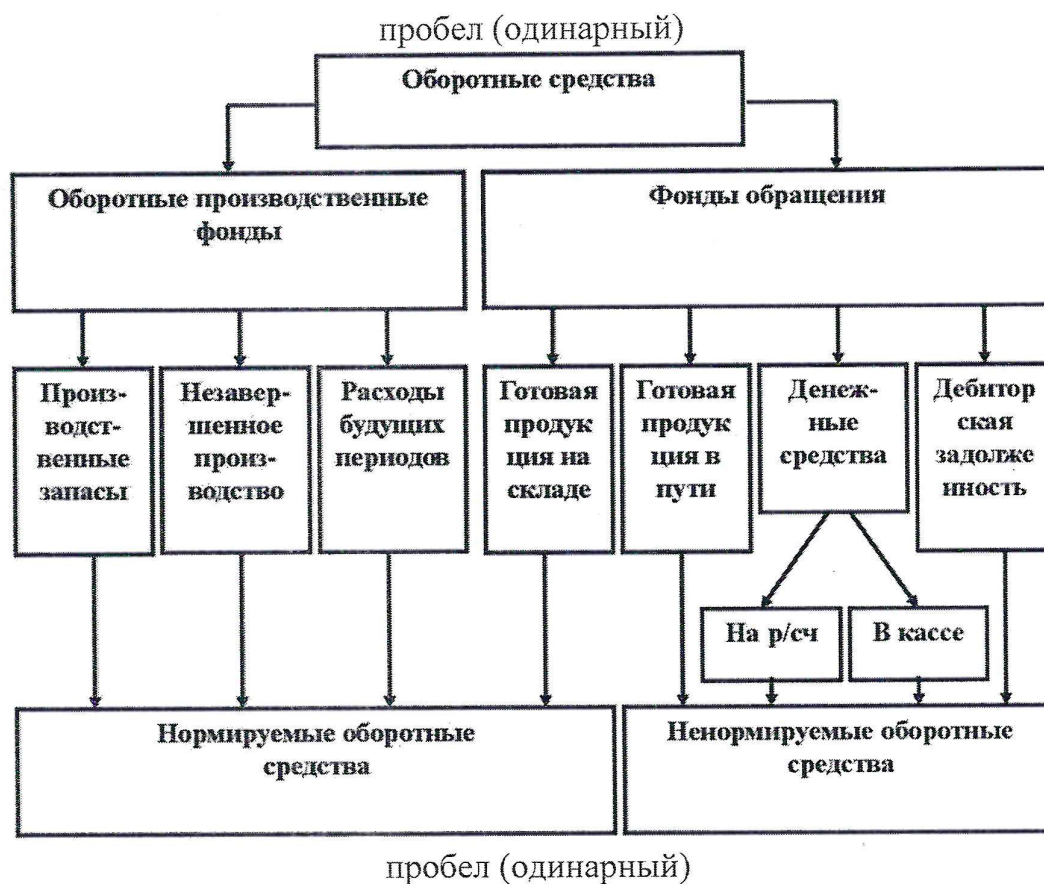 пробел (одинарный)
Оборотные средства
Оборотные производственные
фонды
Фонды обращения
Произ-
водст-
венные
запасы
Незавер-
шенное
произ-
водство
Расходы
будущих
периодов
Готовая
продук
ция на
складе
Готовая
продук
ция в
пути
Денеж-
ные
средства
Дебитор
ская
задолже
нность
На р/сч
В кассе
Нормируемые оборотные
средства
Ненормируемые оборотные
средства
пробел (одинарный)